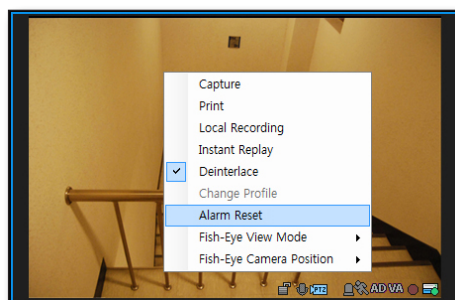 Capture
Print
Local Recording
Instant Replay
Deinterlace
Change Profile
Alarm Reset
Fish-Eye View Mode
Fish-Eye Camera Position
PTZ AD VA